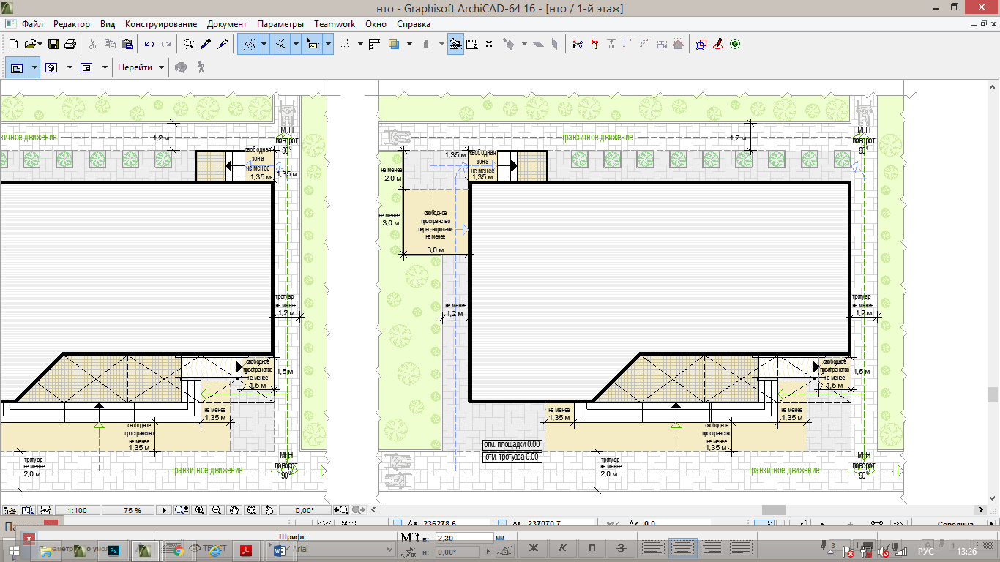 нто - Graphisoft ArchiCAD-64 16 - [нто / 1-й этаж]
Файл Редактор Вид Конструирование Документ Параметры Teamwork Окно Справка
Перейти
транзитное движение
1,2 м
МГН
поворот
90°
свободная
зона
не менее
1,35 м
1,35 м
тротуар
не менее
1,2 м
свободное
пространство
не менее
1,5 м
1,5 м
не менее
1,35 м
свободное
пространство
не менее
1,35 м
тротуар
не менее
2,0 м
транзитное движение
МГН
поворот
90°
транзитное движение
1,2 м
МГН
поворот
90°
1,35 м
свободная
зона
не менее
1,35 м
не менее
2,0 м
не менее
3,0 м
свободное
пространство
перед воротами
не менее
3,0 м
не менее
1,2 м
тротуар
не менее
1,2 м
свободное
пространство
не менее
1,5 м
1,5 м
не менее
1,35 м
не менее
1,35 м
свободное
пространство
не менее
1,35 м
отм. площадки 0.00
отм. тротуара 0.00
тротуар
не менее
2,0 м
транзитное движение
МГН
поворот
90°
1:100 75 % 0,00°
Δx: 236278,6 Δy: 237070,7 Δz: 0,0 Середина
Шрифт:
Arial
в: 2,30 мм
н: 0,00°
Ж К П
ТЕКСТ
РУС 13:26